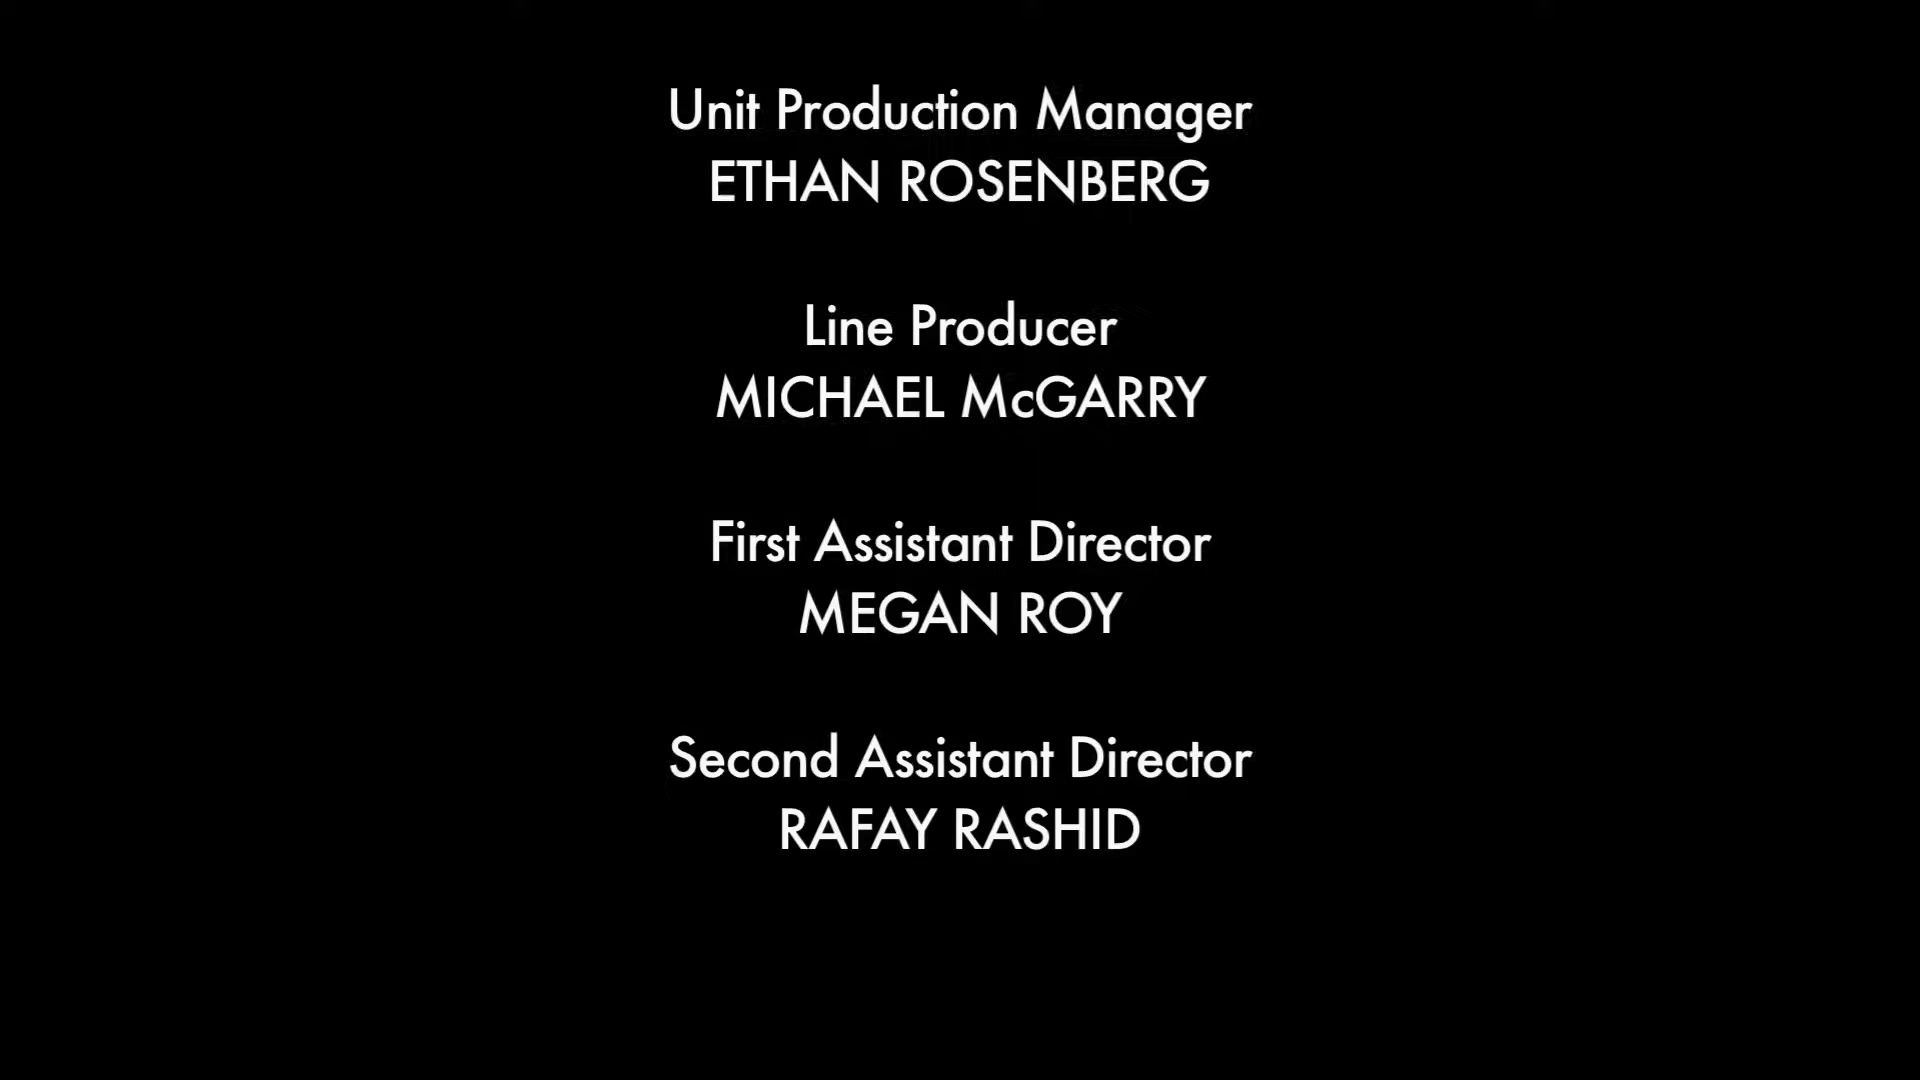 Unit Production Manager
ETHAN ROSENBERG
Line Producer
MICHAEL McGARRY
First Assistant Director
MEGAN ROY
Second Assistant Director
RAFAY RASHID